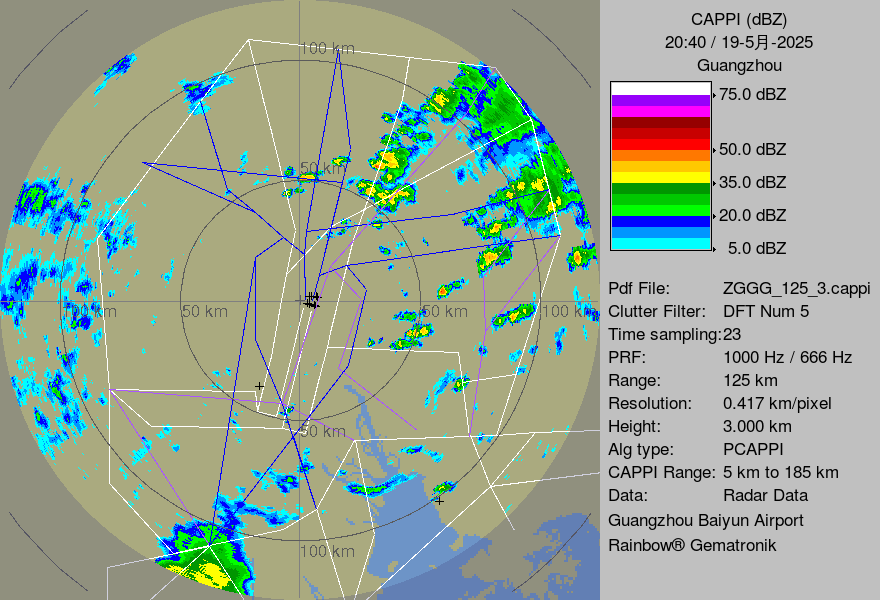 100 km
50 km
100 km
50 km
50 km
100 km
50 km
100 km
CAPPI (dBZ)
20:40 / 19-5月-2025
Guangzhou
75.0 dBZ
50.0 dBZ
35.0 dBZ
20.0 dBZ
5.0 dBZ
Pdf File: ZGGG_125_3.cappi
Clutter Filter: DFT Num 5
Time sampling:23
PRF: 1000 Hz / 666 Hz
Range: 125 km
Resolution: 0.417 km/pixel
Height: 3.000 km
Alg type: PCAPPI
CAPPI Range: 5 km to 185 km
Data: Radar Data
Guangzhou Baiyun Airport
Rainbow® Gematronik